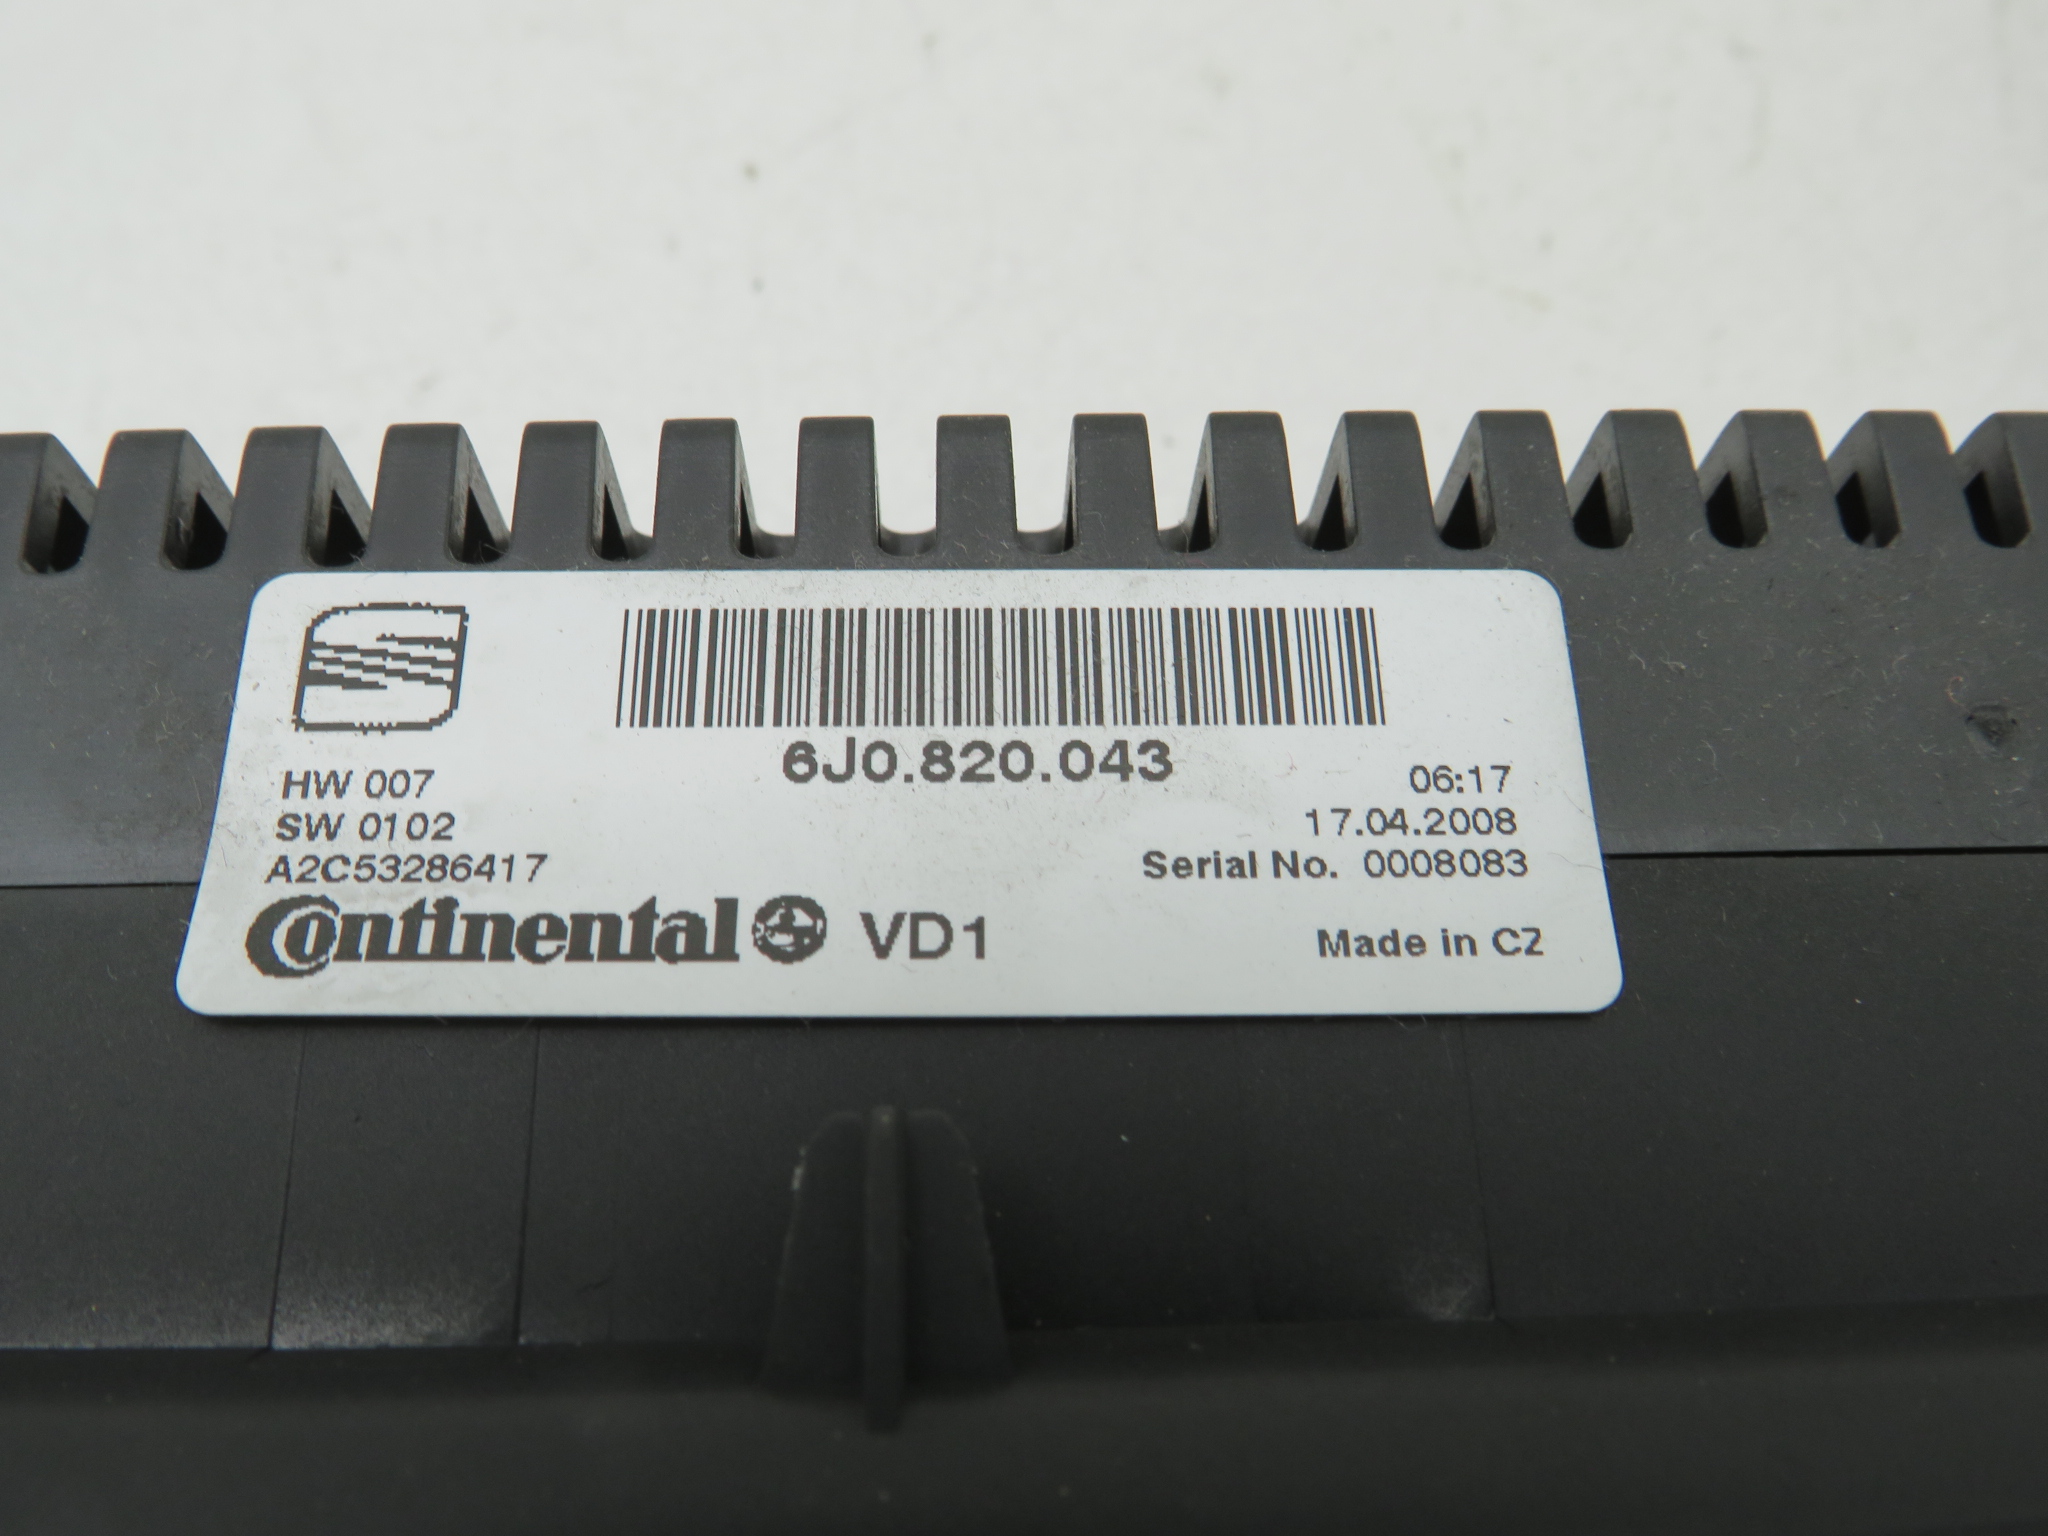 6J0.820.043
HW 007
SW 0102
A2C53286417
06:17
17.04.2008
Serial No. 0008083
Continental VD1
Made in CZ